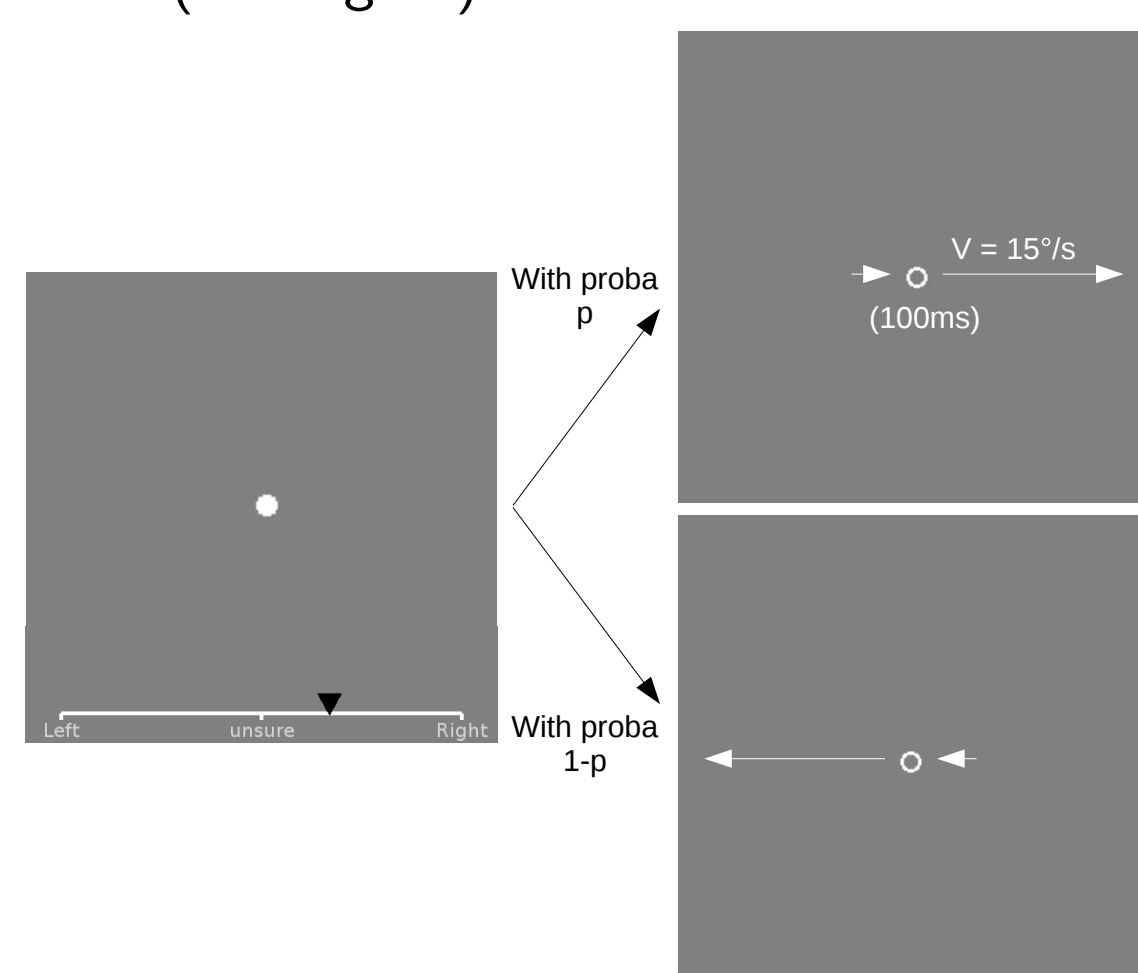 With proba
p
V = 15°/s
(100ms)
Left
unsure
Right
With proba
1-p